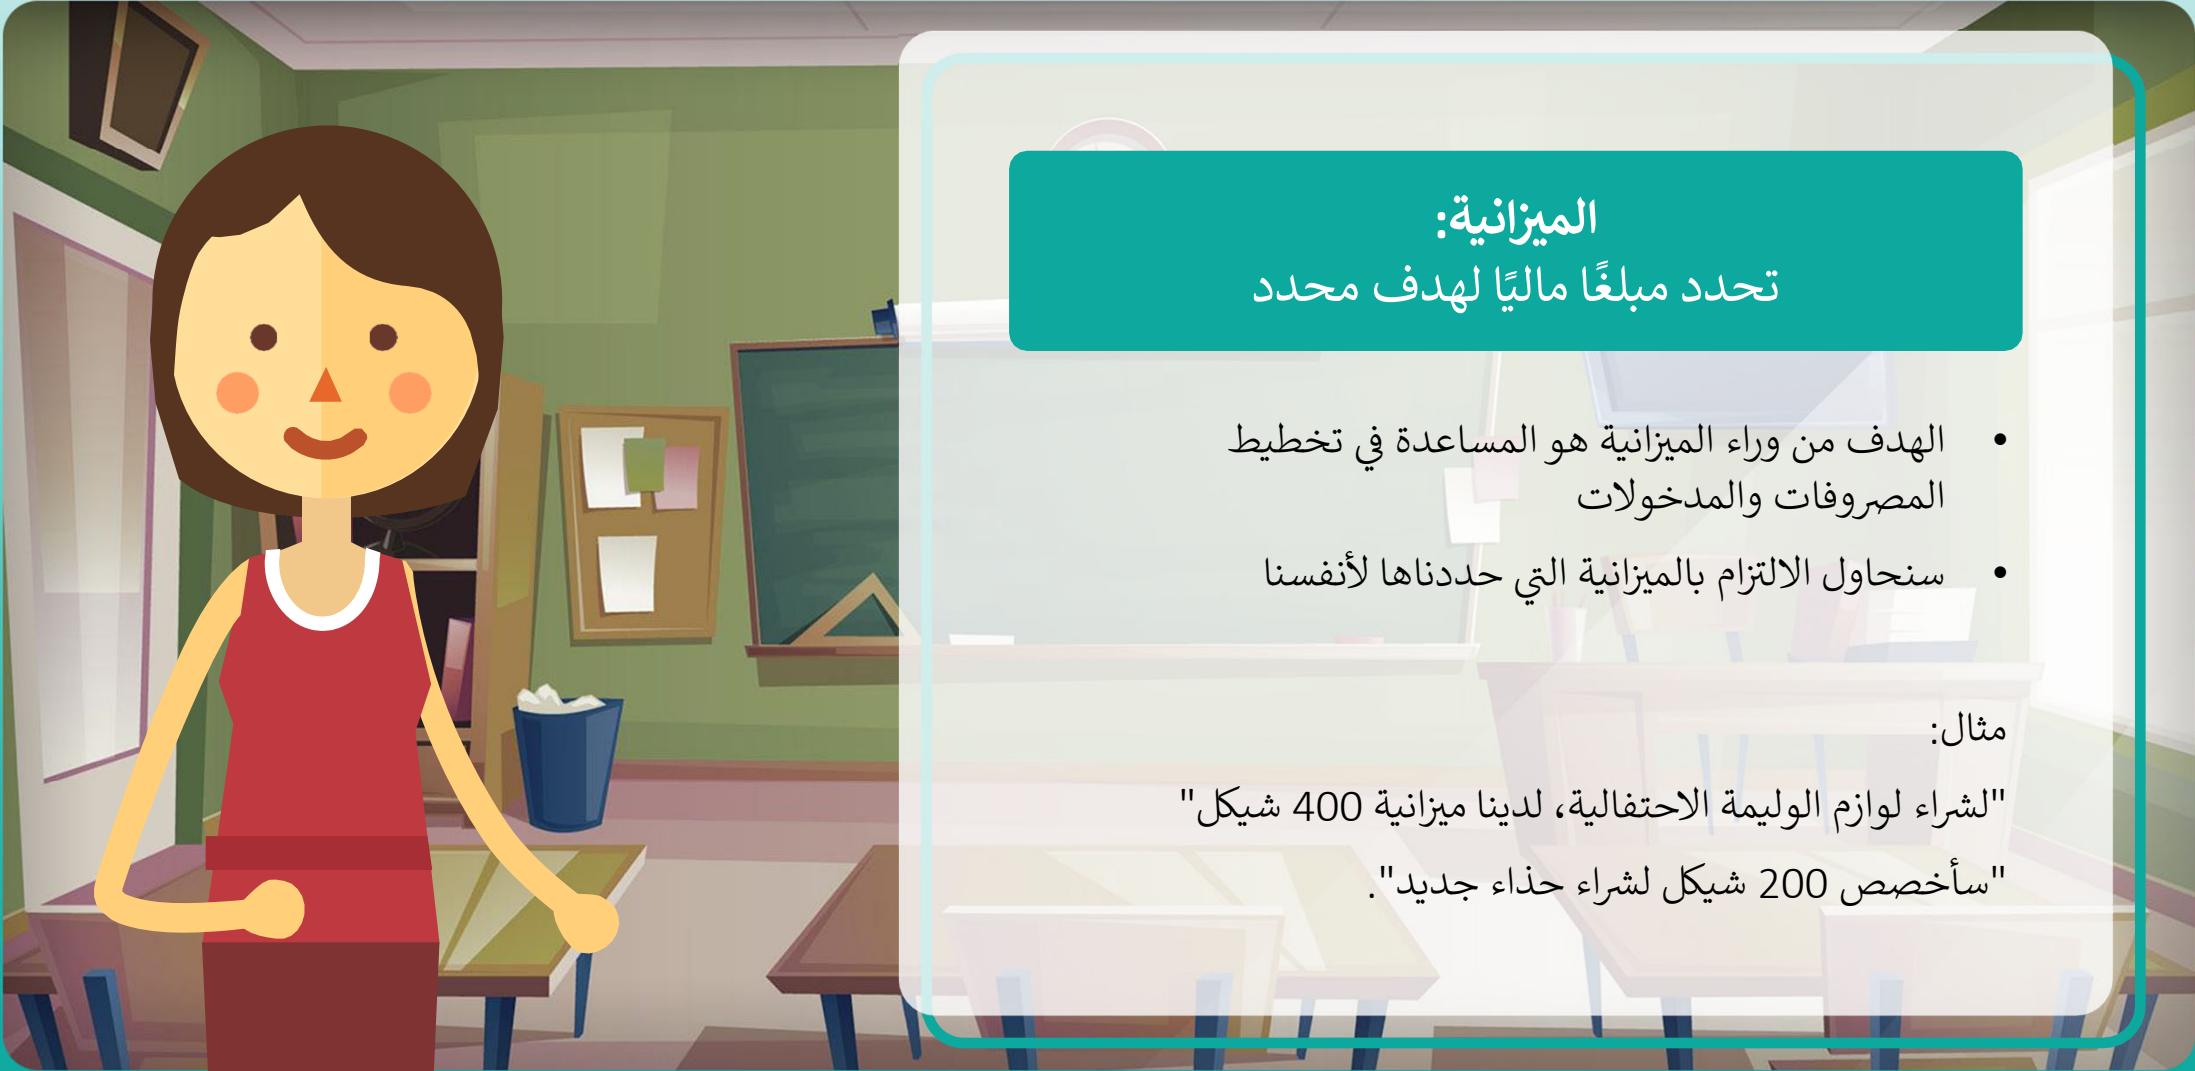 الميزانية:
تحدد مبلغًا ماليًا لهدف محدد
• الهدف من وراء الميزانية هو المساعدة في تخطيط
المصروفات والمدخولات
• سنحاول الالتزام بالميزانية التي حددناها لأنفسنا
مثال:
"لشراء لوازم الوليمة الاحتفالية، لدينا ميزانية 400 شيكل"
"سأخصص 200 شيكل لشراء حذاء جديد".